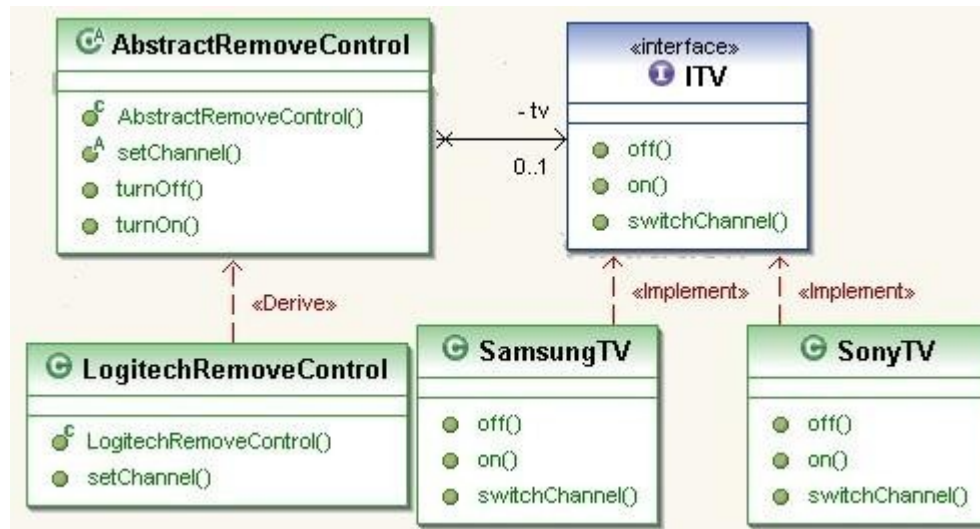 AbstractRemoveControl
AbstractRemoveControl()
setChannel()
turnOff()
turnOn()
- tv
0..1
«interface»
ITV
off()
on()
switchChannel()
«Derive»
«Implement»
«Implement»
LogitechRemoveControl
LogitechRemoveControl()
setChannel()
SamsungTV
off()
on()
switchChannel()
SonyTV
off()
on()
switchChannel()